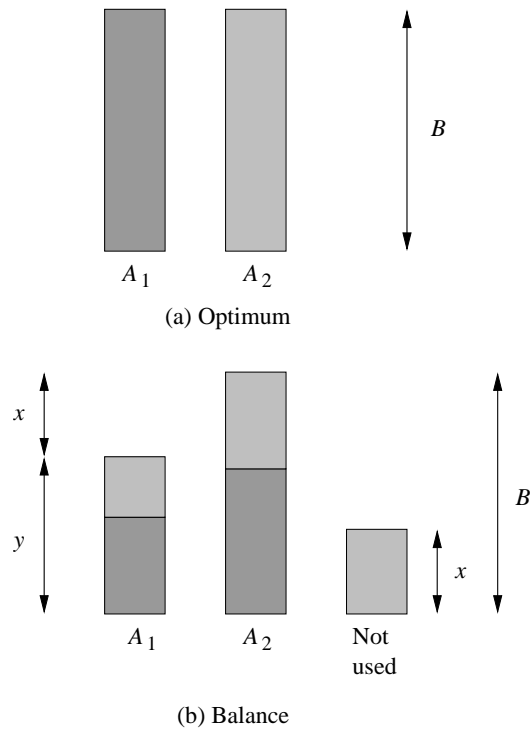 B
A1 A2
(a) Optimum
x
y
B
x
A1 A2 Not
used
(b) Balance